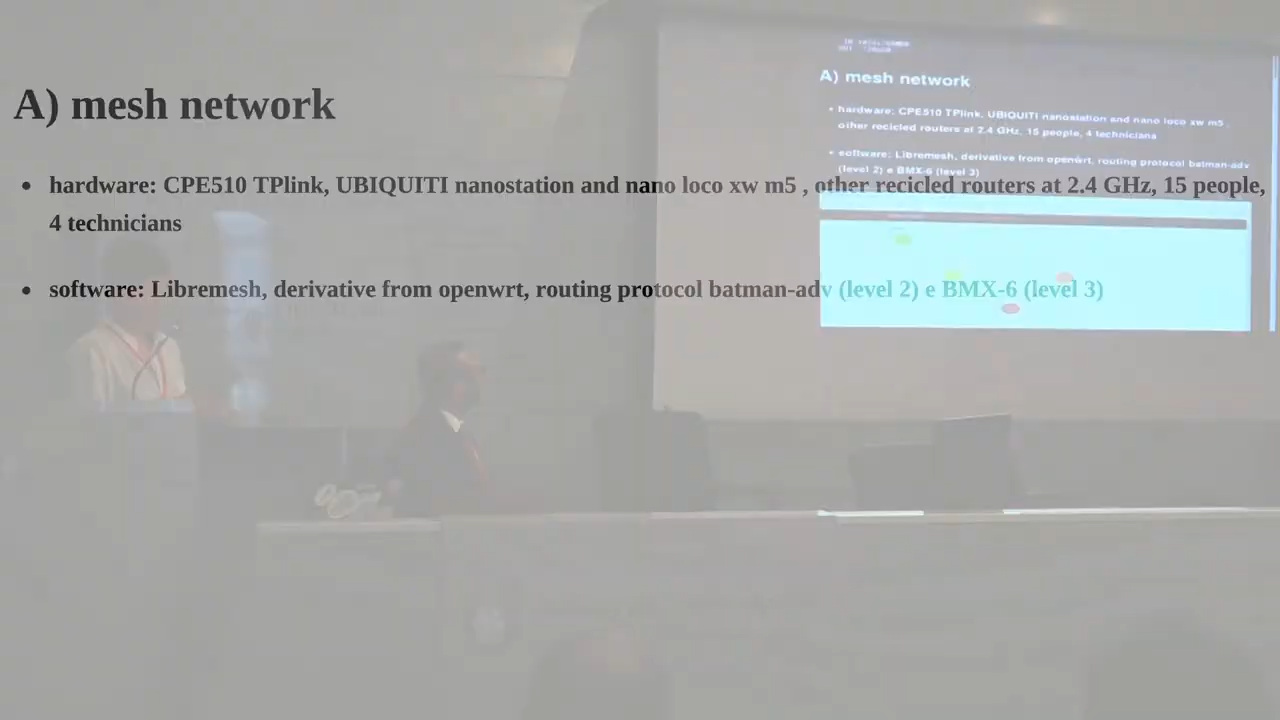 A) mesh network
• hardware: CPE510 TPlink, UBIQUITI nanostation and nano loco xw m5 , other recicled routers at 2.4 GHz, 15 people,
4 technicians
• software: Libremesh, derivative from openwrt, routing protocol batman-adv (level 2) e BMX-6 (level 3)
A) mesh network
• hardware: CPE510 TPlink, UBIQUITI nanostation and nano loco xw m5 ,
other recicled routers at 2.4 GHz, 15 people, 4 technicians
• software: Libremesh, derivative from openwrt, routing protocol batman-adv
(level 2) e BMX-6 (level 3)